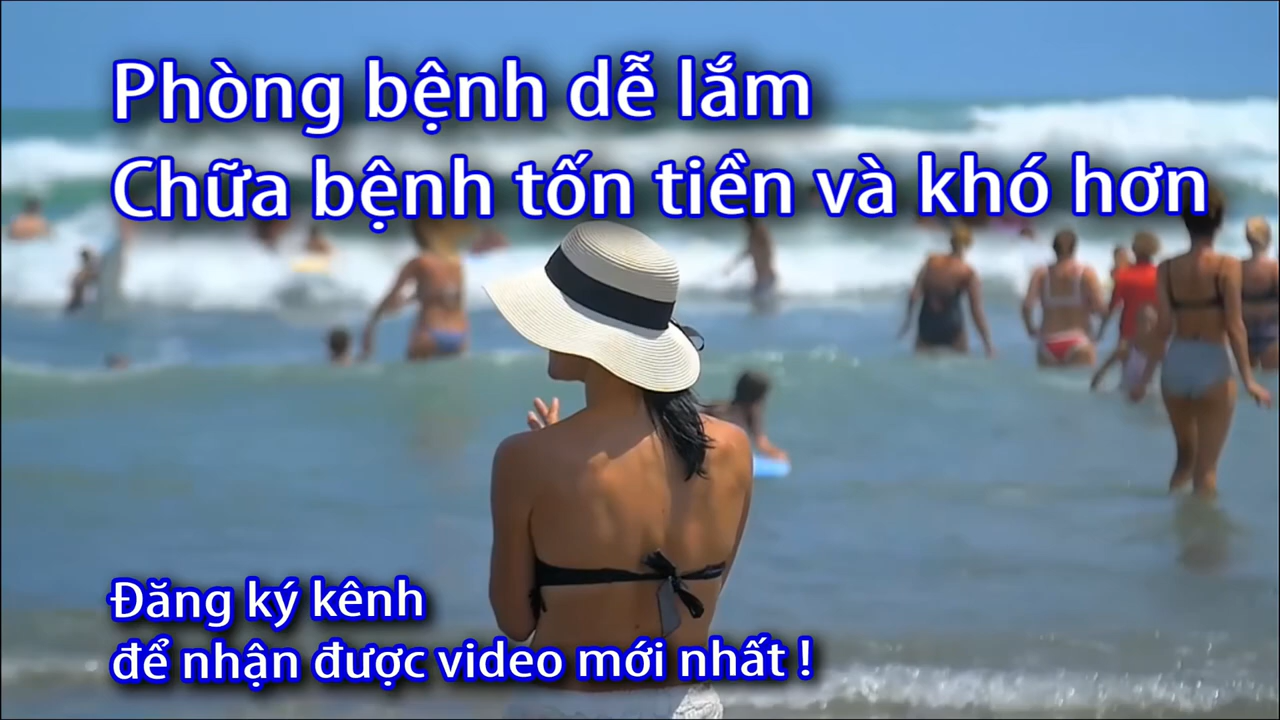 Phòng bệnh dễ lắm
Chữa bệnh tốn tiền và khó hơn
Đăng ký kênh
để nhận được video mới nhất !